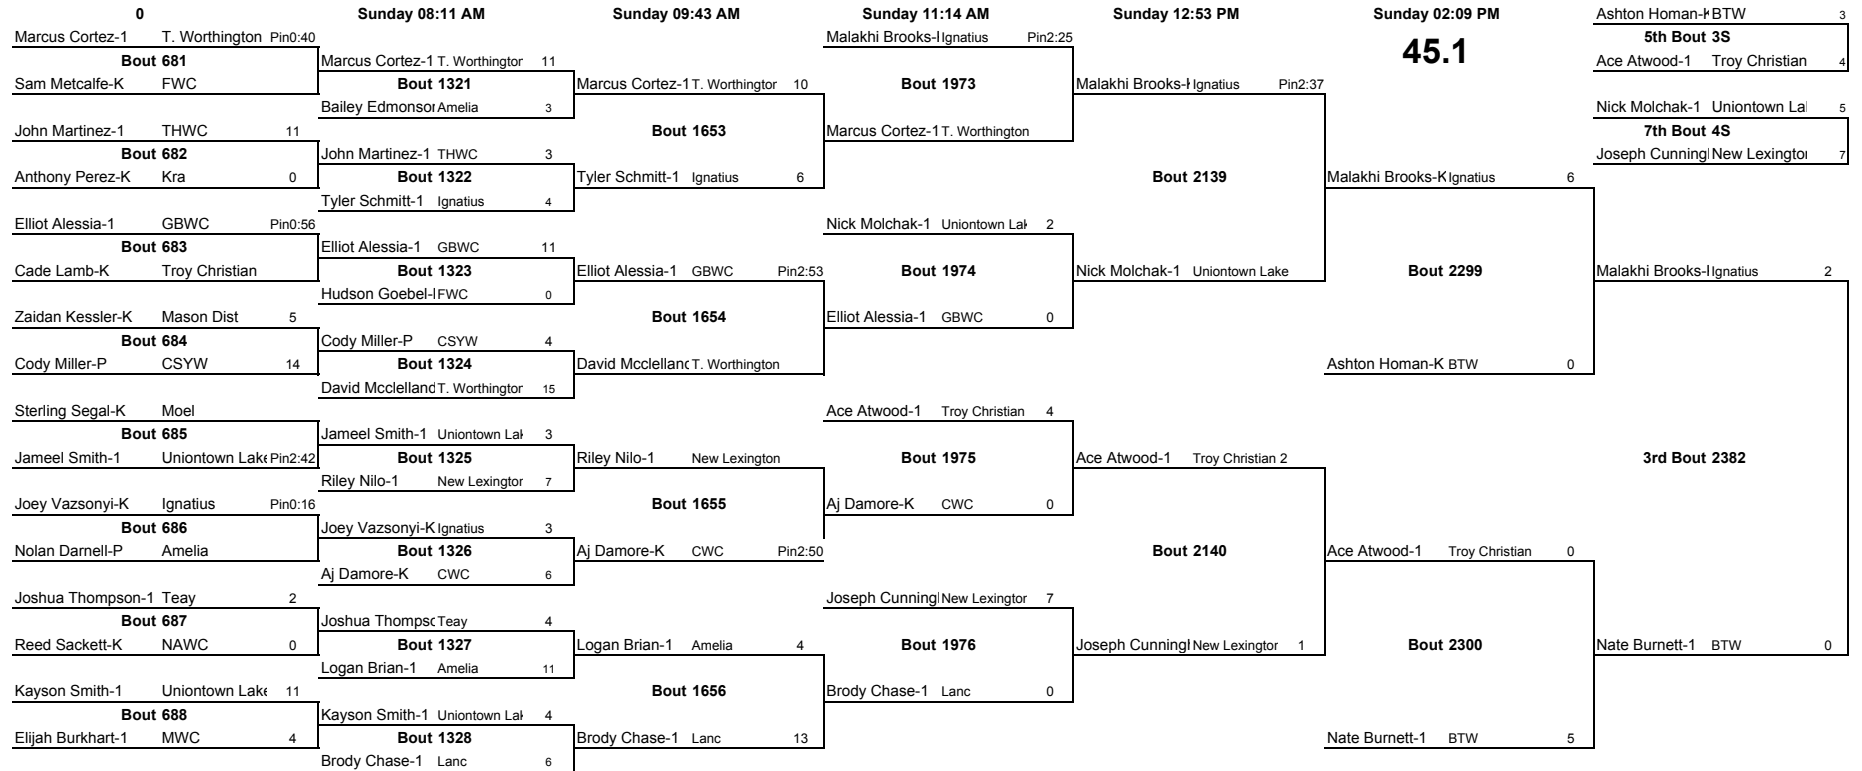 0 Sunday 08:11 AM Sunday 09:43 AM Sunday 11:14 AM Sunday 12:53 PM Sunday 02:09 PM
45.1
Marcus Cortez-1 T. Worthington Pin0:40
Bout 681
Sam Metcalfe-K FWC
John Martinez-1 THWC 11
Bout 682
Anthony Perez-K Kra 0
Elliot Alessia-1 GBWC Pin0:56
Bout 683
Cade Lamb-K Troy Christian
Zaidan Kessler-K Mason Dist 5
Bout 684
Cody Miller-P CSYW 14
Sterling Segal-K Moel
Bout 685
Jameel Smith-1 Uniontown Lake Pin2:42
Joey Vazsonyi-K Ignatius Pin0:16
Bout 686
Nolan Darnell-P Amelia
Joshua Thompson-1 Teay 2
Bout 687
Reed Sackett-K NAWC 0
Kayson Smith-1 Uniontown Lake 11
Bout 688
Elijah Burkhart-1 MWC 4
Marcus Cortez-1 T. Worthington 11
Bout 1321
Bailey Edmonson Amelia 3
John Martinez-1 THWC 3
Bout 1322
Tyler Schmitt-1 Ignatius 4
Elliot Alessia-1 GBWC 11
Bout 1323
Hudson Goebel- FWC 0
Cody Miller-P CSYW 4
Bout 1324
David Mcclelland T. Worthington 15
Jameel Smith-1 Uniontown Lak 3
Bout 1325
Riley Nilo-1 New Lexington 7
Joey Vazsonyi-K Ignatius 3
Bout 1326
Aj Damore-K CWC 6
Joshua Thompso Teay 4
Bout 1327
Logan Brian-1 Amelia 11
Kayson Smith-1 Uniontown Lak 4
Bout 1328
Brody Chase-1 Lanc 6
Marcus Cortez-1 T. Worthington 10
Bout 1653
Tyler Schmitt-1 Ignatius 6
Elliot Alessia-1 GBWC Pin2:53
Bout 1654
David Mcclellanc T. Worthington
Riley Nilo-1 New Lexington
Bout 1655
Aj Damore-K CWC Pin2:50
Logan Brian-1 Amelia 4
Bout 1656
Brody Chase-1 Lanc 13
Malakhi Brooks- Ignatius Pin2:25
Bout 1973
Marcus Cortez-1 T. Worthington
Nick Molchak-1 Uniontown Lak 2
Bout 1974
Elliot Alessia-1 GBWC 0
Ace Atwood-1 Troy Christian 4
Bout 1975
Aj Damore-K CWC 0
Joseph Cunning New Lexington 7
Bout 1976
Brody Chase-1 Lanc 0
Malakhi Brooks-K Ignatius Pin2:37
Bout 2139
Nick Molchak-1 Uniontown Lake
Ace Atwood-1 Troy Christian 2
Bout 2140
Joseph Cunning New Lexington 1
Malakhi Brooks-K Ignatius 6
Bout 2299
Ashton Homan-K BTW 0
Ace Atwood-1 Troy Christian 0
Bout 2300
Nate Burnett-1 BTW 5
Ashton Homan-K BTW 3
5th Bout 3S
Ace Atwood-1 Troy Christian 4
Nick Molchak-1 Uniontown La 5
7th Bout 4S
Joseph Cunning New Lexington 7
Malakhi Brooks- Ignatius 2
3rd Bout 2382
Nate Burnett-1 BTW 0